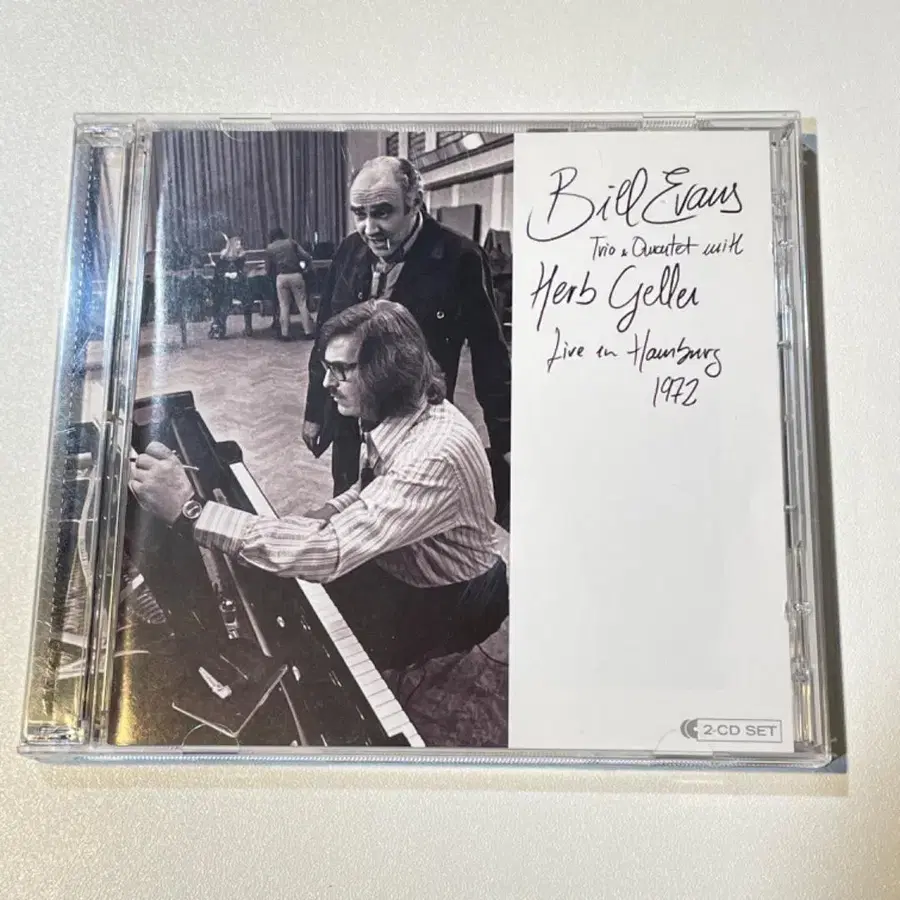 Bill Evans
Trio & Quartet with
Herb Geller
Live in Hamburg
1972
2-CD SET